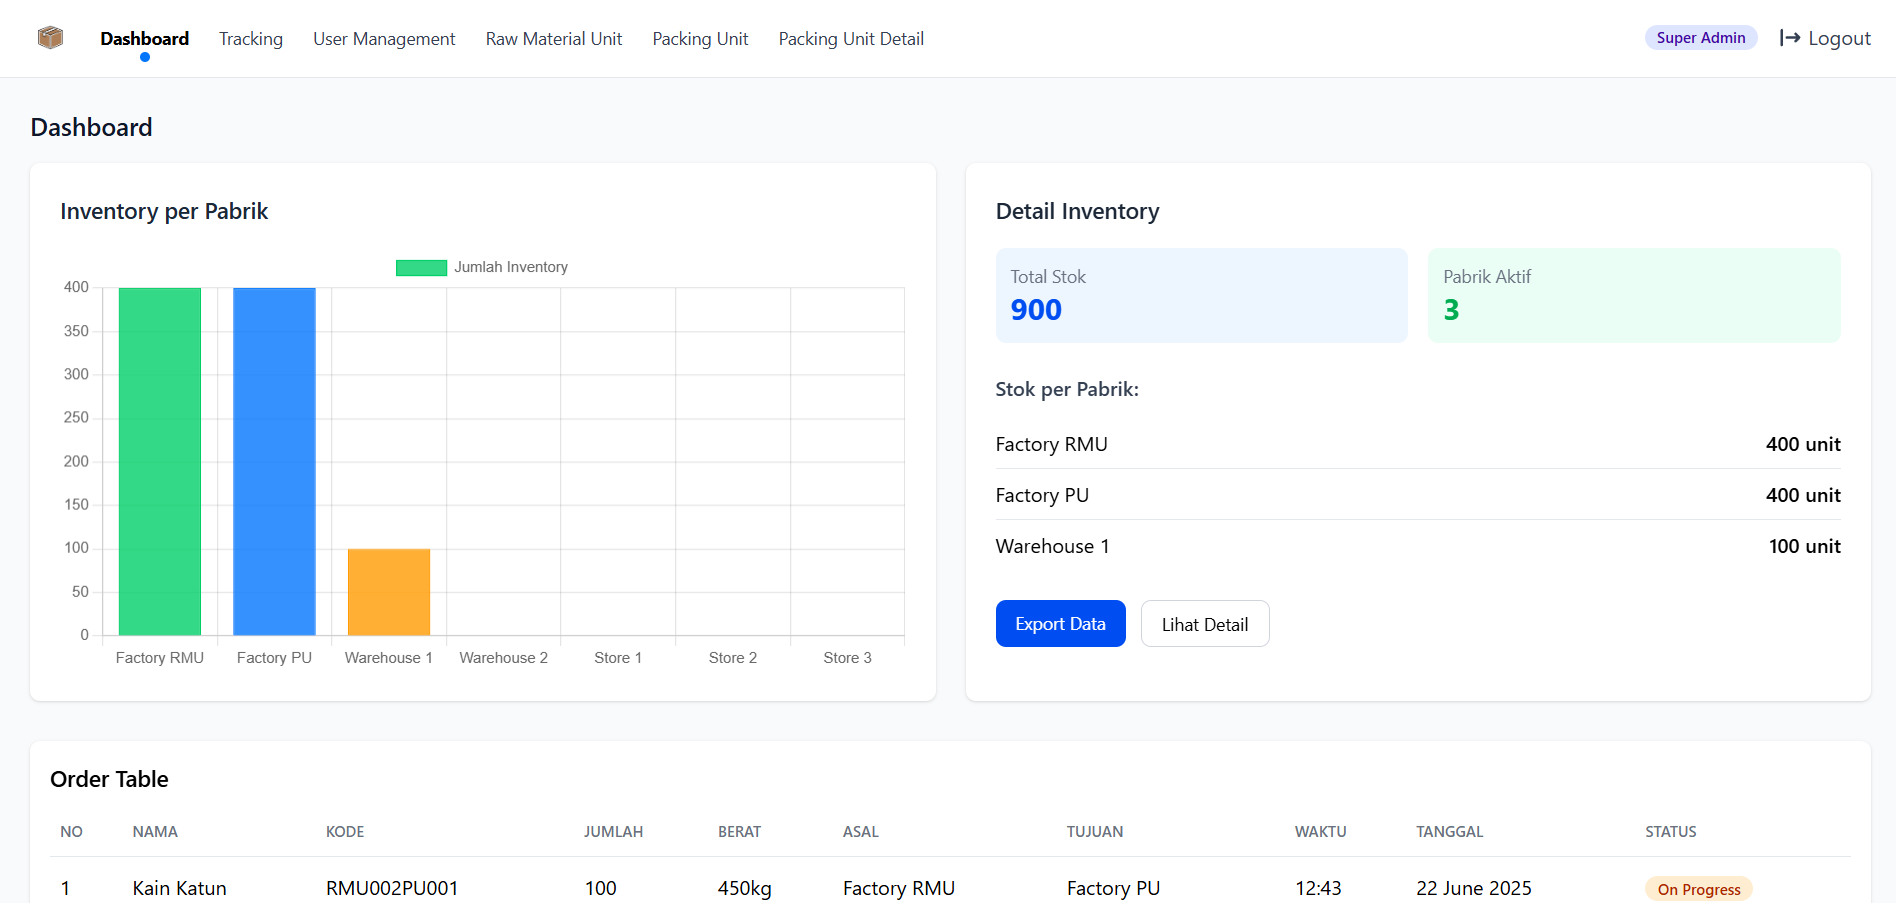 Dashboard Tracking User Management Raw Material Unit Packing Unit Packing Unit Detail Super Admin Logout
Dashboard
Inventory per Pabrik
Jumlah Inventory
400
350
300
250
200
150
100
50
0
Factory RMU Factory PU Warehouse 1 Warehouse 2 Store 1 Store 2 Store 3
Detail Inventory
Total Stok
900
Pabrik Aktif
3
Stok per Pabrik:
Factory RMU 400 unit
Factory PU 400 unit
Warehouse 1 100 unit
Export Data Lihat Detail
Order Table
NO NAMA KODE JUMLAH BERAT ASAL TUJUAN WAKTU TANGGAL STATUS
1 Kain Katun RMU002PU001 100 450kg Factory RMU Factory PU 12:43 22 June 2025 On Progress